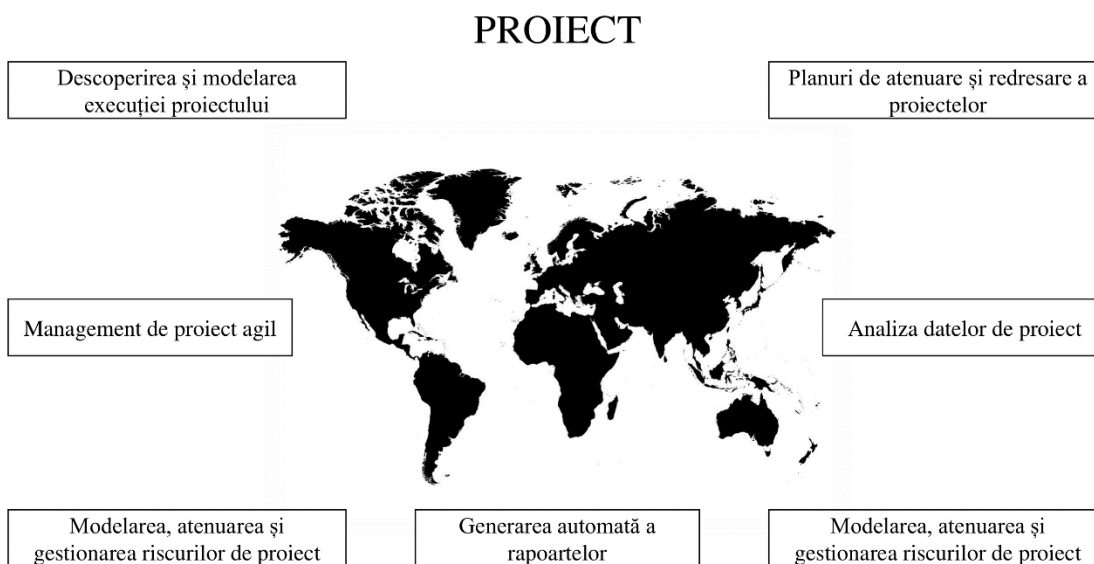 PROIECT
Descoperirea și modelarea
execuției proiectului
Planuri de atenuare și redresare a
proiectelor
Management de proiect agil
Analiza datelor de proiect
Modelarea, atenuarea și
gestionarea riscurilor de proiect
Generarea automată a
rapoartelor
Modelarea, atenuarea și
gestionarea riscurilor de proiect